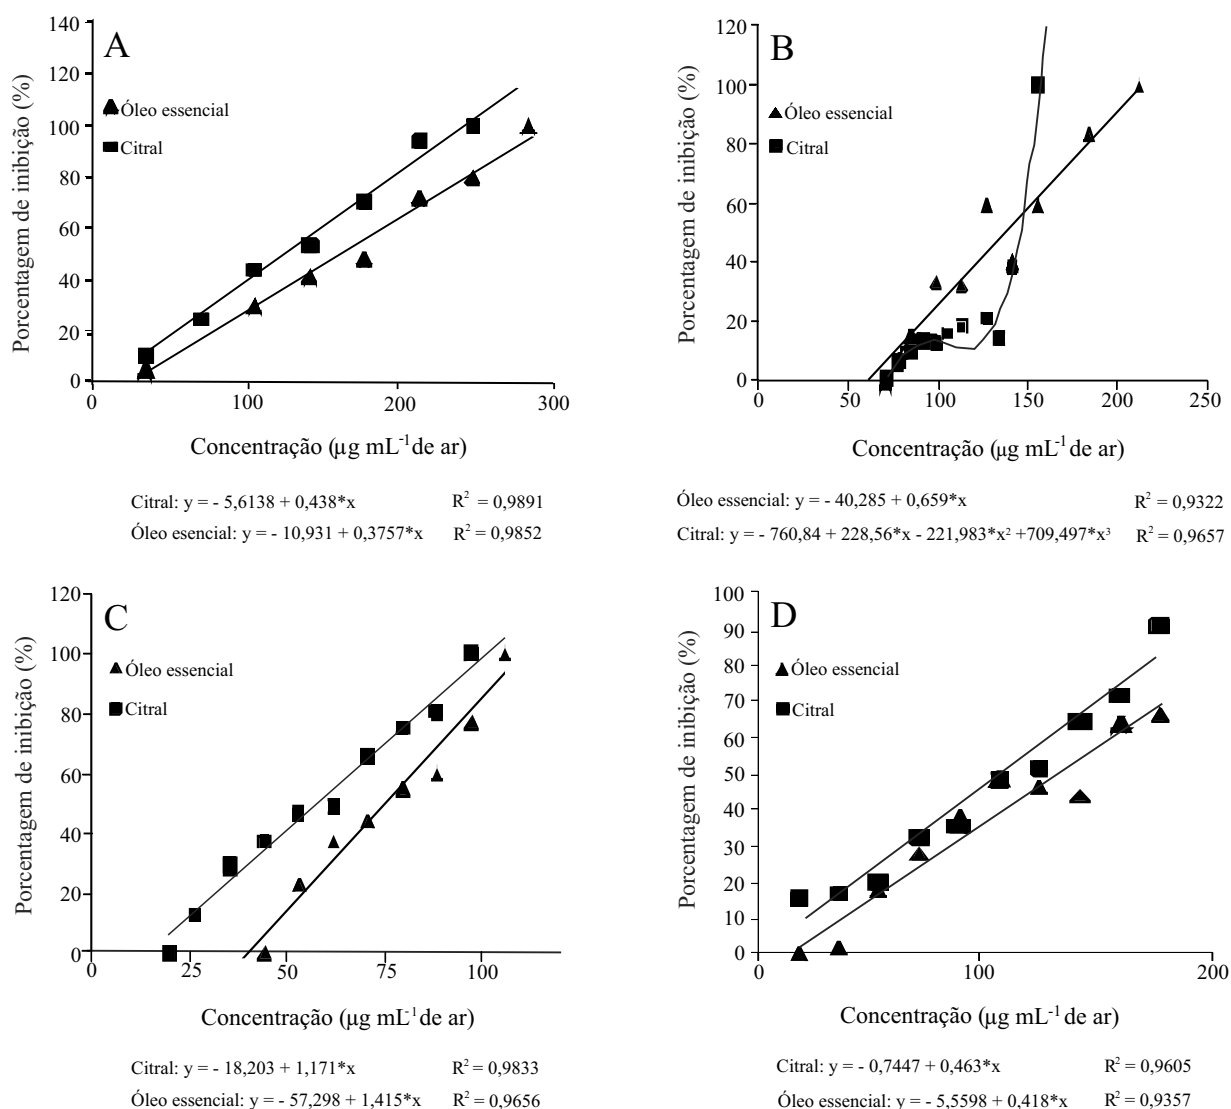 A
Porcentagem de inibição (%)
140
120
100
80
60
40
20
0
Óleo essencial
Citral
0 100 200 300
Concentração (µg mL⁻¹ de ar)
Citral: y = - 5,6138 + 0,438*x R² = 0,9891
Óleo esencial: y = - 10,931 + 0,3757*x R² = 0,9852
B
Porcentagem de inibição (%)
120
100
80
60
40
20
0
Óleo essencial
Citral
0 50 100 150 200 250
Concentração (µg mL⁻¹ de ar)
Óleo essencial: y = - 40,285 + 0,659*x R² = 0,9322
Citral: y = - 760,84 + 228,56*x - 221,983*x² +709,497*x³ R² = 0,9657
C
Porcentagem de inibição (%)
120
100
80
60
40
20
0
Óleo essencial
Citral
0 25 50 75 100
Concentração (µg mL⁻¹ de ar)
Citral: y = - 18,203 + 1,171*x R² = 0,9833
Óleo essencial: y = - 57,298 + 1,415*x R² = 0,9656
D
Porcentagem de inibição (%)
100
90
80
70
60
50
40
30
20
10
0
Óleo essencial
Citral
0 100 200
Concentração (µg mL⁻¹ de ar)
Citral: y = - 0,7447 + 0,463*x R² = 0,9605
Óleo essencial: y = - 5,5598 + 0,418*x R² = 0,9357